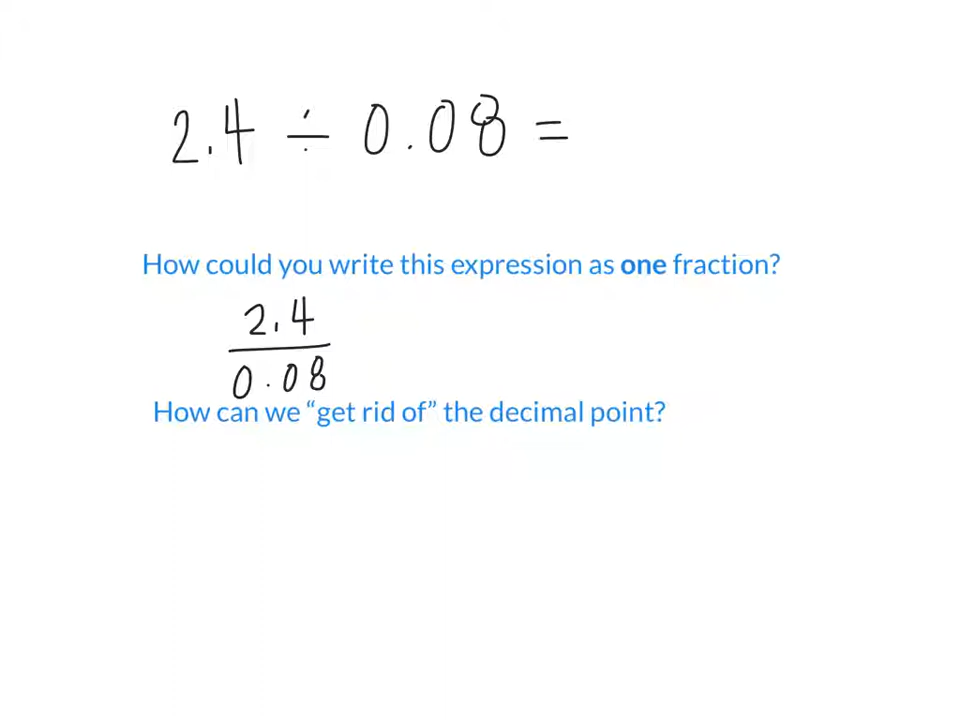 2.4 ÷ 0.08 =
How could you write this expression as one fraction?
2.4
0.08
How can we “get rid of” the decimal point?